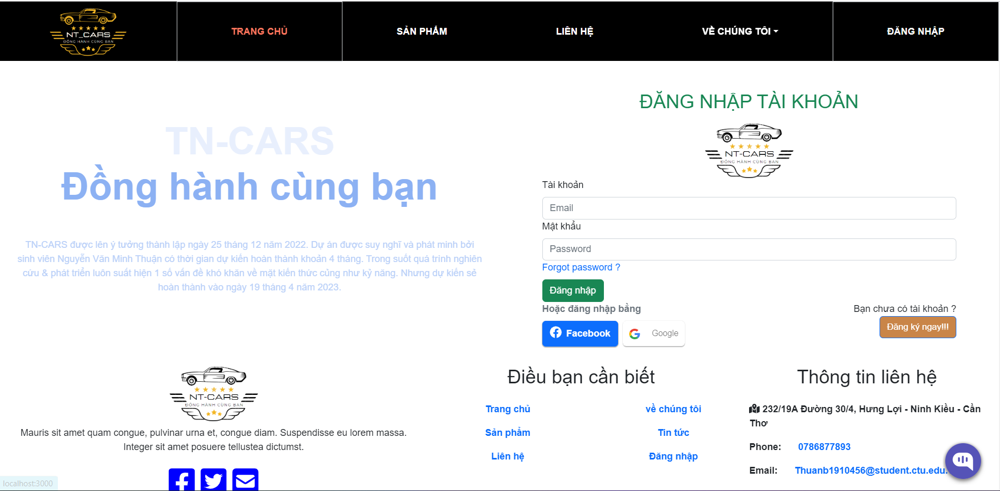 NT_CARS
ĐỒNG HÀNH CÙNG BẠN
TRANG CHỦ
SẢN PHẨM
LIÊN HỆ
VỀ CHÚNG TÔI
ĐĂNG NHẬP
TN-CARS
Đồng hành cùng bạn
TN-CARS được lên ý tưởng thành lập ngày 25 tháng 12 năm 2022. Dự án được suy nghĩ và phát minh bởi
sinh viên Nguyễn Văn Minh Thuận có thời gian dự kiến hoàn thành khoản 4 tháng. Trong suốt quá trình nghiên
cứu & phát triển luôn suất hiện 1 số vấn đề khó khăn về mặt kiến thức củng như kỷ năng. Nhưng dự kiến sẻ
hoàn thành vào ngày 19 tháng 4 năm 2023.
ĐĂNG NHẬP TÀI KHOẢN
NT-CARS
ĐỒNG HÀNH CÙNG BẠN
Tài khoản
Email
Mật khẩu
Password
Forgot password ?
Đăng nhập
Hoặc đăng nhập bằng
Bạn chưa có tài khoản ?
Facebook
Google
Đăng ký ngay!!!
NT-CARS
ĐỒNG HÀNH CÙNG BẠN
Mauris sit amet quam congue, pulvinar urna et, congue diam. Suspendisse eu lorem massa.
Integer sit amet posuere tellustea dictumst.
Điều bạn cần biết
Trang chủ
về chúng tôi
Sản phẩm
Tin tức
Liên hệ
Đăng nhập
Thông tin liên hệ
232/19A Đường 30/4, Hưng Lợi - Ninh Kiều - Cần
Thơ
Phone: 0786877893
Email: Thuanb1910456@student.ctu.edu.
localhost:3000